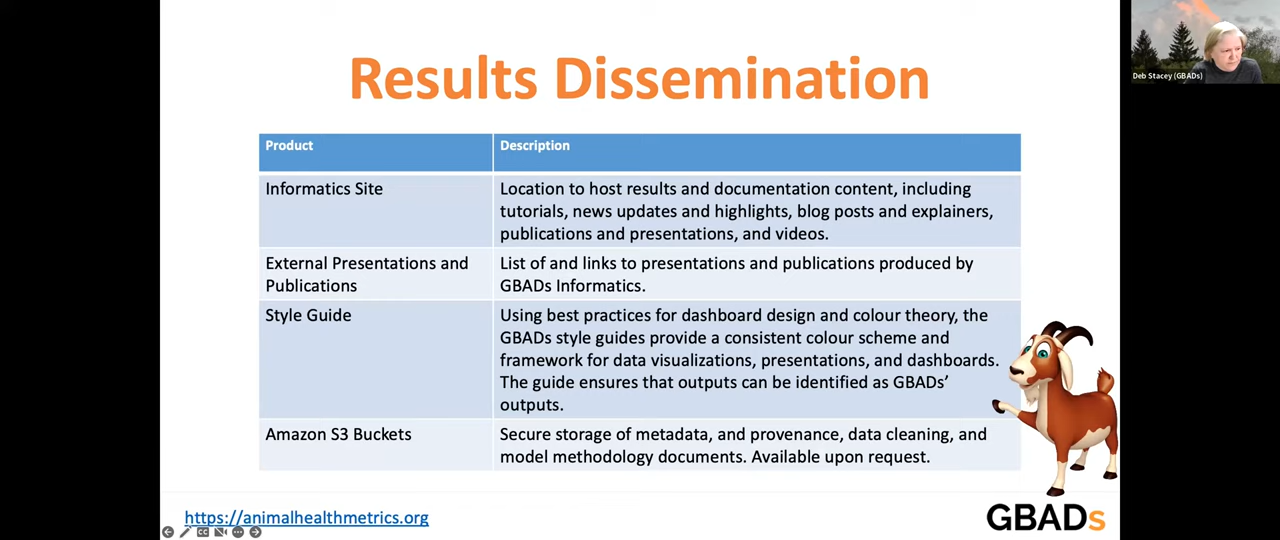 Results Dissemination
Deb Stacey (GBADs)
Product Description
Informatics Site
Location to host results and documentation content, including
tutorials, news updates and highlights, blog posts and explainers,
publications and presentations, and videos.
External Presentations and
Publications
List of and links to presentations and publications produced by
GBADs Informatics.
Style Guide
Using best practices for dashboard design and colour theory, the
GBADs style guides provide a consistent colour scheme and
framework for data visualizations, presentations, and dashboards.
The guide ensures that outputs can be identified as GBADs’
outputs.
Amazon S3 Buckets
Secure storage of metadata, and provenance, data cleaning, and
model methodology documents. Available upon request.
https://animalhealthmetrics.org
CC
GBADs